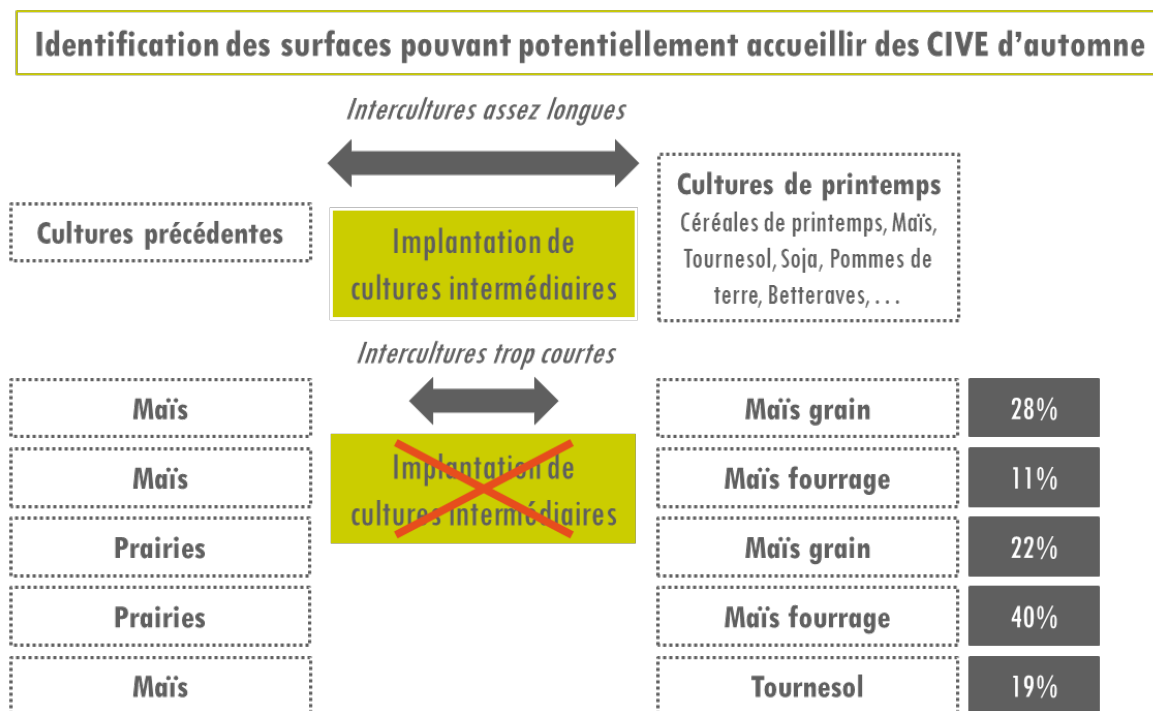 Identification des surfaces pouvant potentiellement accueillir des CIVE d'automne
Intercultures assez longues
Cultures précédentes
Implantation de
cultures intermédiaires
Cultures de printemps
Céréales de printemps, Maïs,
Tournesol, Soja, Pommes de
terre, Betteraves, ...
Intercultures trop courtes
Maïs
Maïs grain
28%
Implantation de
cultures intermédiaires
Maïs
Maïs fourrage
11%
Prairies
Maïs grain
22%
Prairies
Maïs fourrage
40%
Maïs
Tournesol
19%